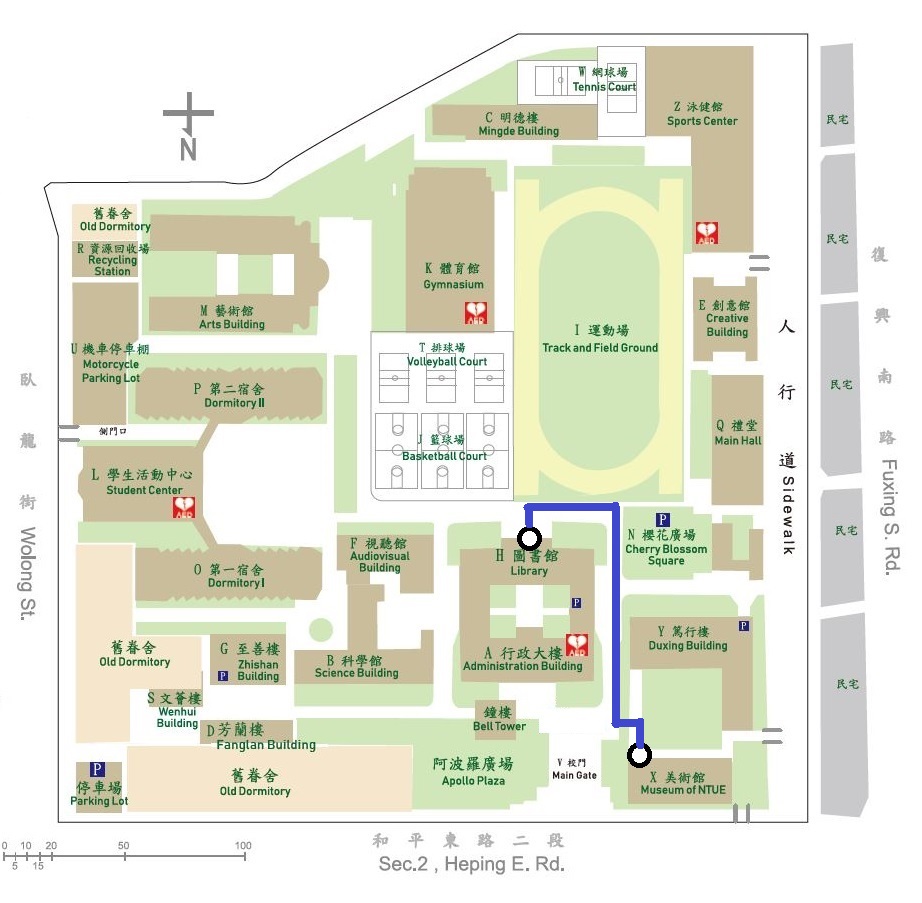 W 網球場
Tennis Court
C 明德樓
Mingde Building
Z 泳健館
Sports Center
AED
N
民宅
舊眷舍
Old Dormitory
R 資源回收場
Recycling
Station
M 藝術館
Arts Building
K 體育館
Gymnasium
AED
I 運動場
Track and Field Ground
E 創意館
Creative
Building
民宅
復興南路
Fuxing S. Rd.
人行道 Sidewalk
U 機車停車棚
Motorcycle
Parking Lot
P 第二宿舍
Dormitory II
T 排球場
Volleyball Court
J 籃球場
Basketball Court
Q 禮堂
Main Hall
民宅
側門口
臥龍街
Wolong St.
L 學生活動中心
Student Center
AED
O 第一宿舍
Dormitory I
F 視聽館
Audiovisual
Building
H 圖書館
Library
P
P
N 櫻花廣場
Cherry Blossom
Square
民宅
舊眷舍
Old Dormitory
G 至善樓
Zhishan
Building
P
B 科學館
Science Building
A 行政大樓
Administration Building
AED
Y 篤行樓
Duxing Building
P
民宅
S 文薈樓
Wenhui
Building
D 芳蘭樓
Fanglan Building
鐘樓
Bell Tower
P
停車場
Parking Lot
舊眷舍
Old Dormitory
阿波羅廣場
Apollo Plaza
V 校門
Main Gate
X 美術館
Museum of NTUE
和平東路二段
Sec.2 , Heping E. Rd.
0 10 20 50 100
5 15